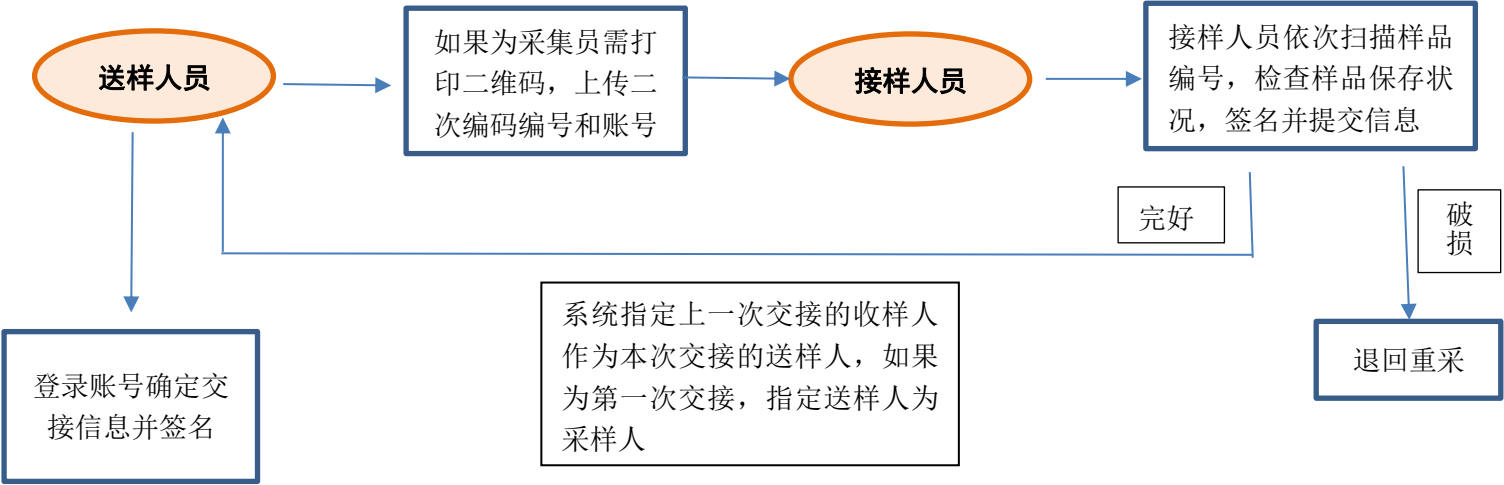 送样人员
如果为采集员需打
印二维码，上传二
次编码编号和账号
接样人员
接样人员依次扫描样品
编号，检查样品保存状
况，签名并提交信息
完好
破
损
系统指定上一次交接的收样人
作为本次交接的送样人，如果
为第一次交接，指定送样人为
采样人
退回重采
登录账号确定交
接信息并签名